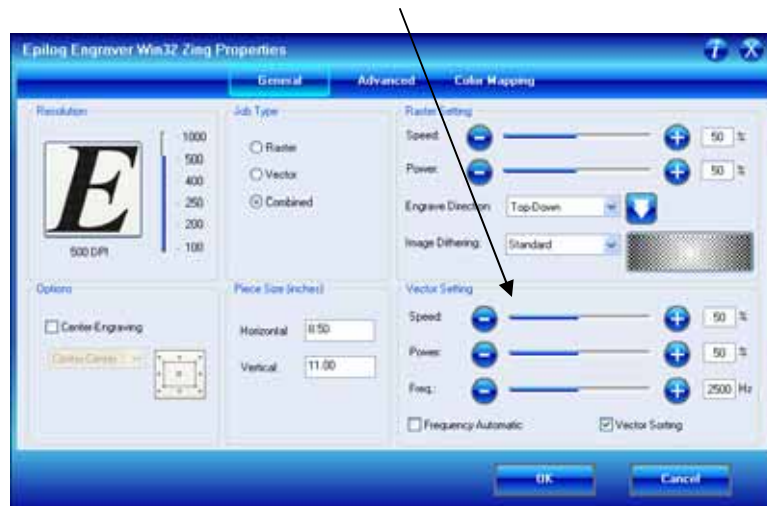 Epilog Engraver Win32 Zing Properties
General Advanced Color Mapping
Resolution
E
1000
500
400
250
200
100
500 DPI
Job Type
Raster
Vector
Combined
Raster Setting
Speed: 50 %
Power: 50 %
Engrave Direction: Top-Down
Image Dithering: Standard
Options
Center-Engraving
Center-Center
Piece Size (inches)
Horizontal 8.50
Vertical 11.00
Vector Setting
Speed: 50 %
Power: 50 %
Freq.: 2500 Hz
Frequency Automatic Vector Sorting
OK Cancel